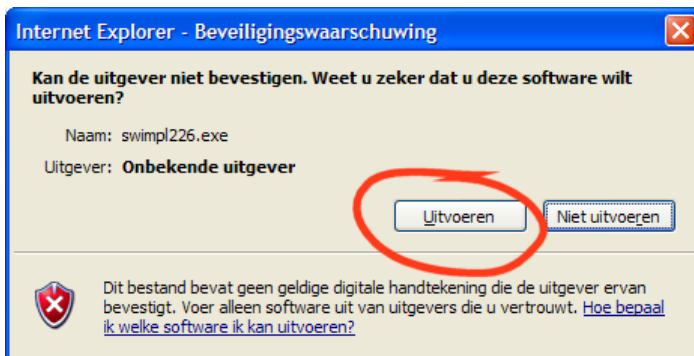 Internet Explorer - Beveiligingswaarschuwing
Kan de uitgever niet bevestigen. Weet u zeker dat u deze software wilt
uitvoeren?
Naam: swimpl226.exe
Uitgever: Onbekende uitgever
Uitvoeren Niet uitvoeren
Dit bestand bevat geen geldige digitale handtekening die de uitgever ervan
bevestigt. Voer alleen software uit van uitgevers die u vertrouwt. Hoe bepaal
ik welke software ik kan uitvoeren?